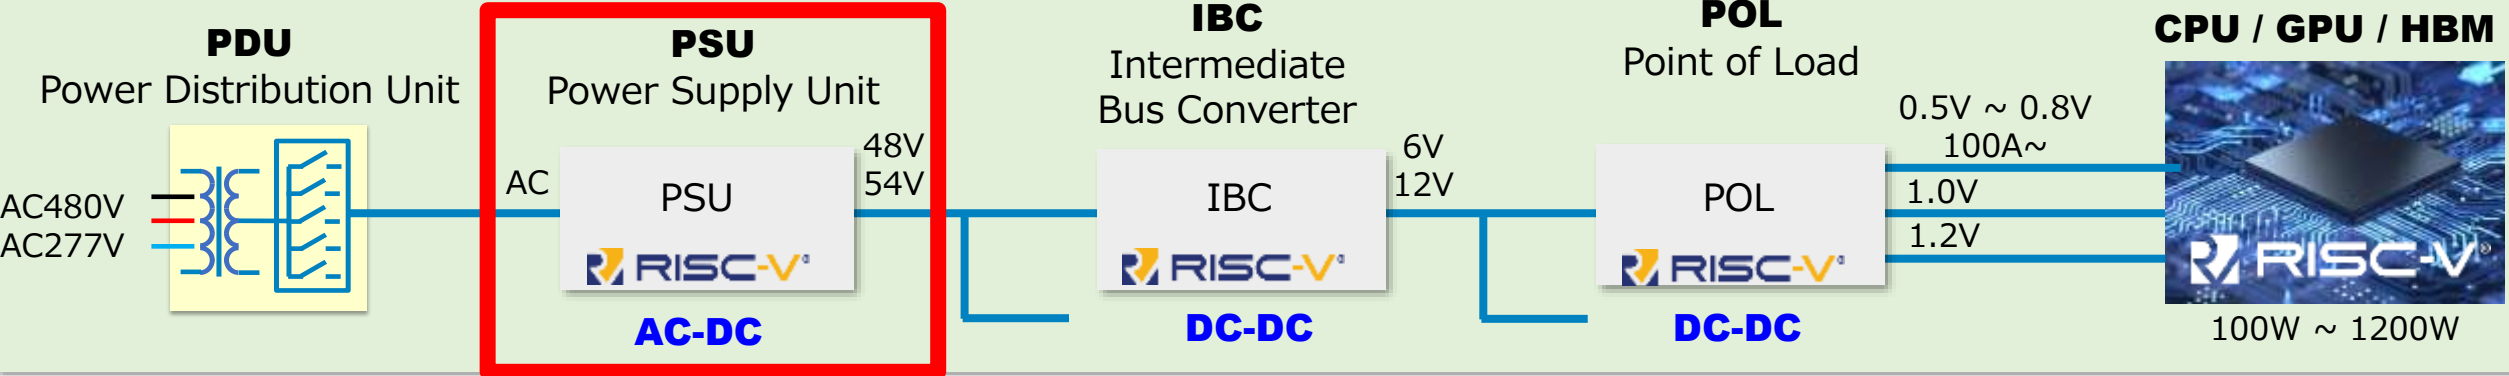 PDU
Power Distribution Unit
AC480V
AC277V
PSU
Power Supply Unit
AC
PSU
RISC-V®
48V
54V
AC-DC
IBC
Intermediate
Bus Converter
IBC
RISC-V®
6V
12V
DC-DC
POL
Point of Load
POL
RISC-V®
DC-DC
0.5V ~ 0.8V
100A~
1.0V
1.2V
CPU / GPU / HBM
RISC-V®
100W ~ 1200W